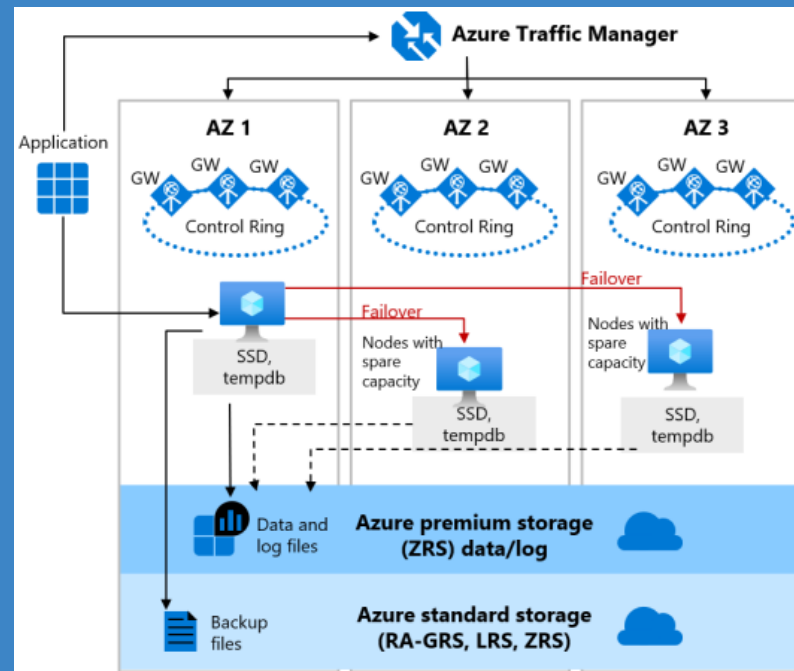 Azure Traffic Manager
AZ 1
AZ 2
AZ 3
Application
GW
GW
GW
Control Ring
GW
GW
GW
Control Ring
GW
GW
GW
Control Ring
Failover
Failover
Nodes with
spare
capacity
Nodes with
spare
capacity
SSD,
tempdb
SSD,
tempdb
SSD,
tempdb
Data and
log files
Azure premium storage
(ZRS) data/log
Backup
files
Azure standard storage
(RA-GRS, LRS, ZRS)